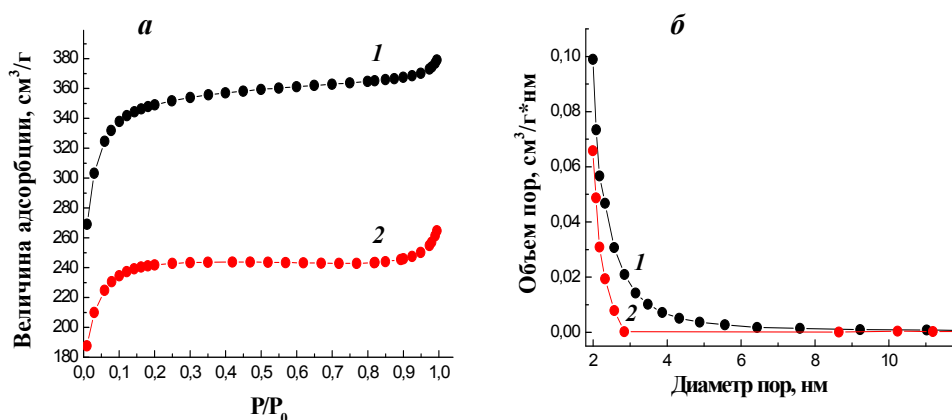 а
Величина адсорбции, см³/г
380
360
340
320
300
280
260
240
220
200
180
1
2
0,0 0,1 0,2 0,3 0,4 0,5 0,6 0,7 0,8 0,9 1,0
P/P₀
б
Объем пор, см³/г*нм
0,10
0,08
0,06
0,04
0,02
0,00
1
2
2 4 6 8 10
Диаметр пор, нм